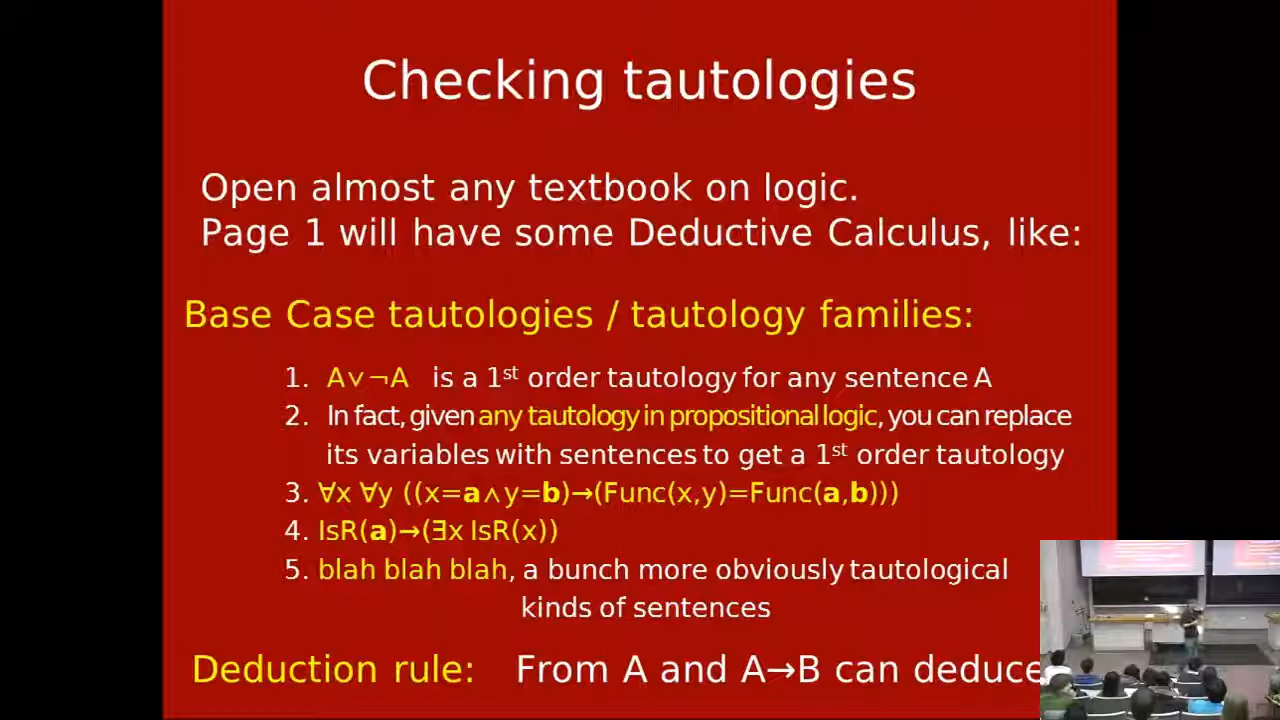 Checking tautologies
Open almost any textbook on logic.
Page 1 will have some Deductive Calculus, like:
Base Case tautologies / tautology families:
1. A∨¬A is a 1st order tautology for any sentence A
2. In fact, given any tautology in propositional logic, you can replace
its variables with sentences to get a 1st order tautology
3. ∀x ∀y ((x=a∧y=b)→(Func(x,y)=Func(a,b)))
4. IsR(a)→(∃x IsR(x))
5. blah blah blah, a bunch more obviously tautological
kinds of sentences
Deduction rule: From A and A→B can deduce